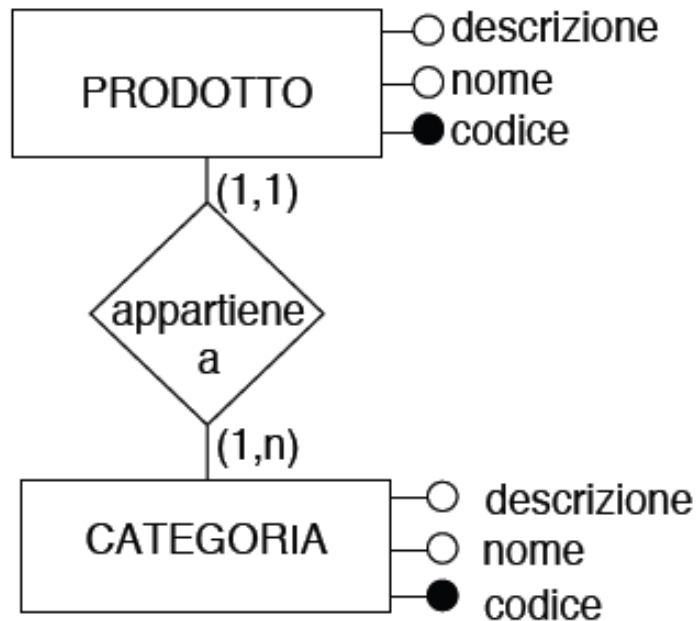 descrizione
PRODOTTO
nome
codice
(1,1)
appartiene
a
(1,n)
descrizione
CATEGORIA
nome
codice